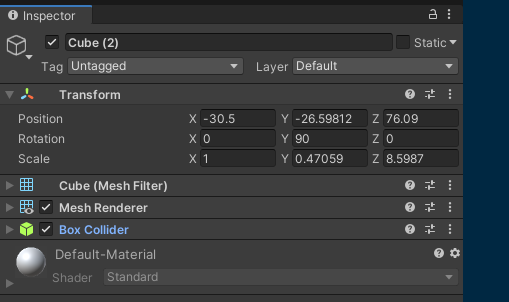 Inspector
Cube (2) Static
Tag Untagged Layer Default
Transform
Position X -30.5 Y -26.59812 Z 76.09
Rotation X 0 Y 90 Z 0
Scale X 1 Y 0.47059 Z 8.5987
Cube (Mesh Filter)
Mesh Renderer
Box Collider
Default-Material
Shader Standard